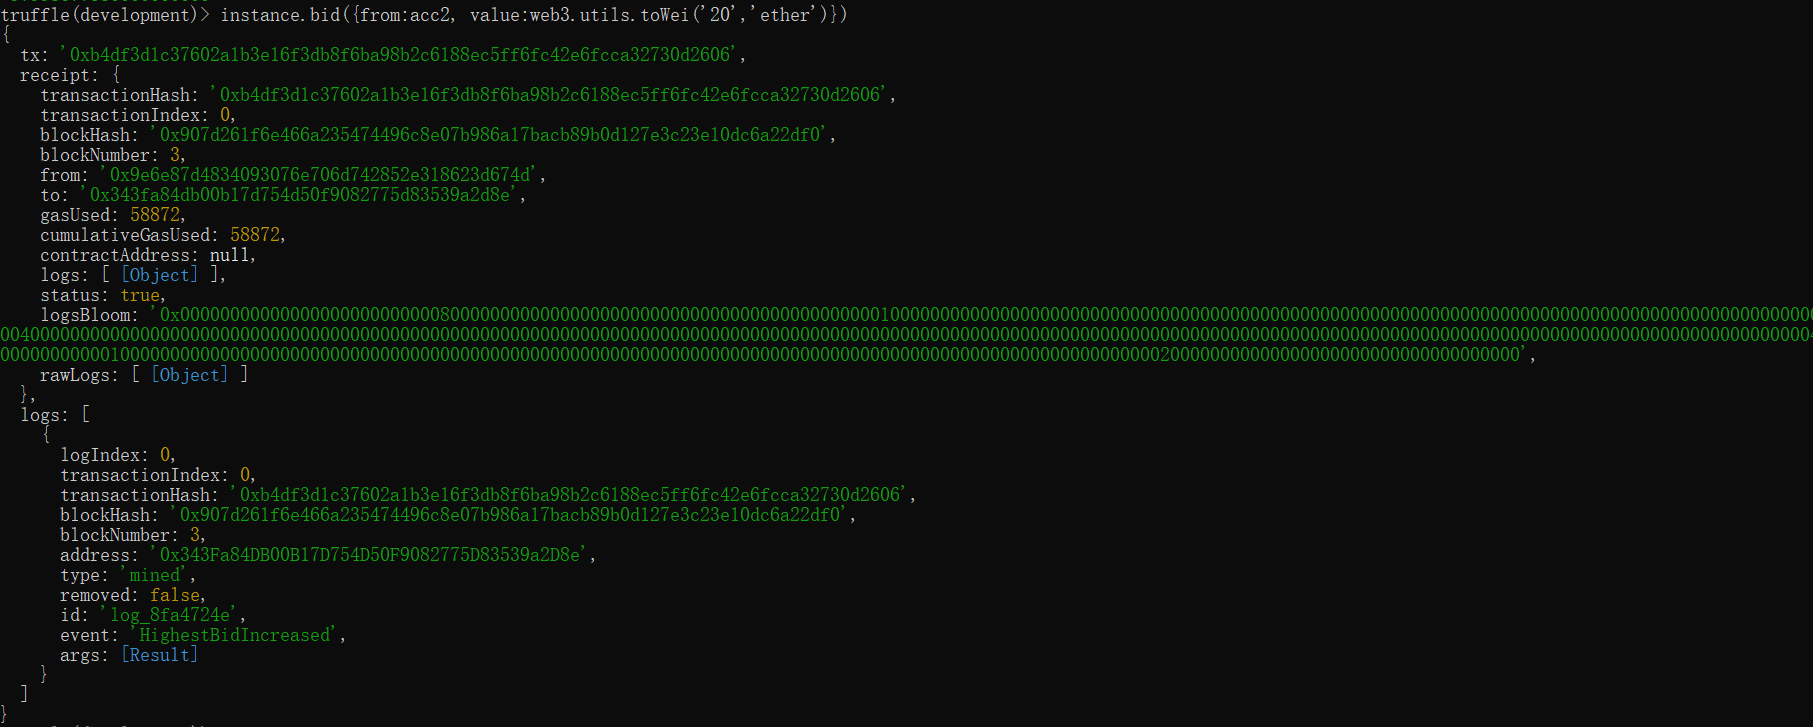 truffle(development)> instance.bid({from:acc2, value:web3.utils.toWei('20','ether')})
{
  tx: '0xb4df3d1c37602a1b3e16f3db8f6ba98b2c6188ec5ff6fc42e6fcca32730d2606',
  receipt: {
    transactionHash: '0xb4df3d1c37602a1b3e16f3db8f6ba98b2c6188ec5ff6fc42e6fcca32730d2606',
    transactionIndex: 0,
    blockHash: '0x907d261f6e466a235474496c8e07b986a17bacb89b0d127e3c23e10dc6a22df0',
    blockNumber: 3,
    from: '0x9e6e87d4834093076e706d742852e318623d674d',
    to: '0x343fa84db00b17d754d50f9082775d83539a2d8e',
    gasUsed: 58872,
    cumulativeGasUsed: 58872,
    contractAddress: null,
    logs: [ [Object] ],
    status: true,
    logsBloom:
    rawLogs: [ [Object] ]
  },
  logs: [
    {
      logIndex: 0,
      transactionIndex: 0,
      transactionHash: '0xb4df3d1c37602a1b3e16f3db8f6ba98b2c6188ec5ff6fc42e6fcca32730d2606',
      blockHash: '0x907d261f6e466a235474496c8e07b986a17bacb89b0d127e3c23e10dc6a22df0',
      blockNumber: 3,
      address: '0x343Fa84DB00B17D754D50F9082775D83539a2D8e',
      type: 'mined',
      removed: false,
      id: 'log_8fa4724e',
      event: 'HighestBidIncreased',
      args: [Result]
    }
  ]
}